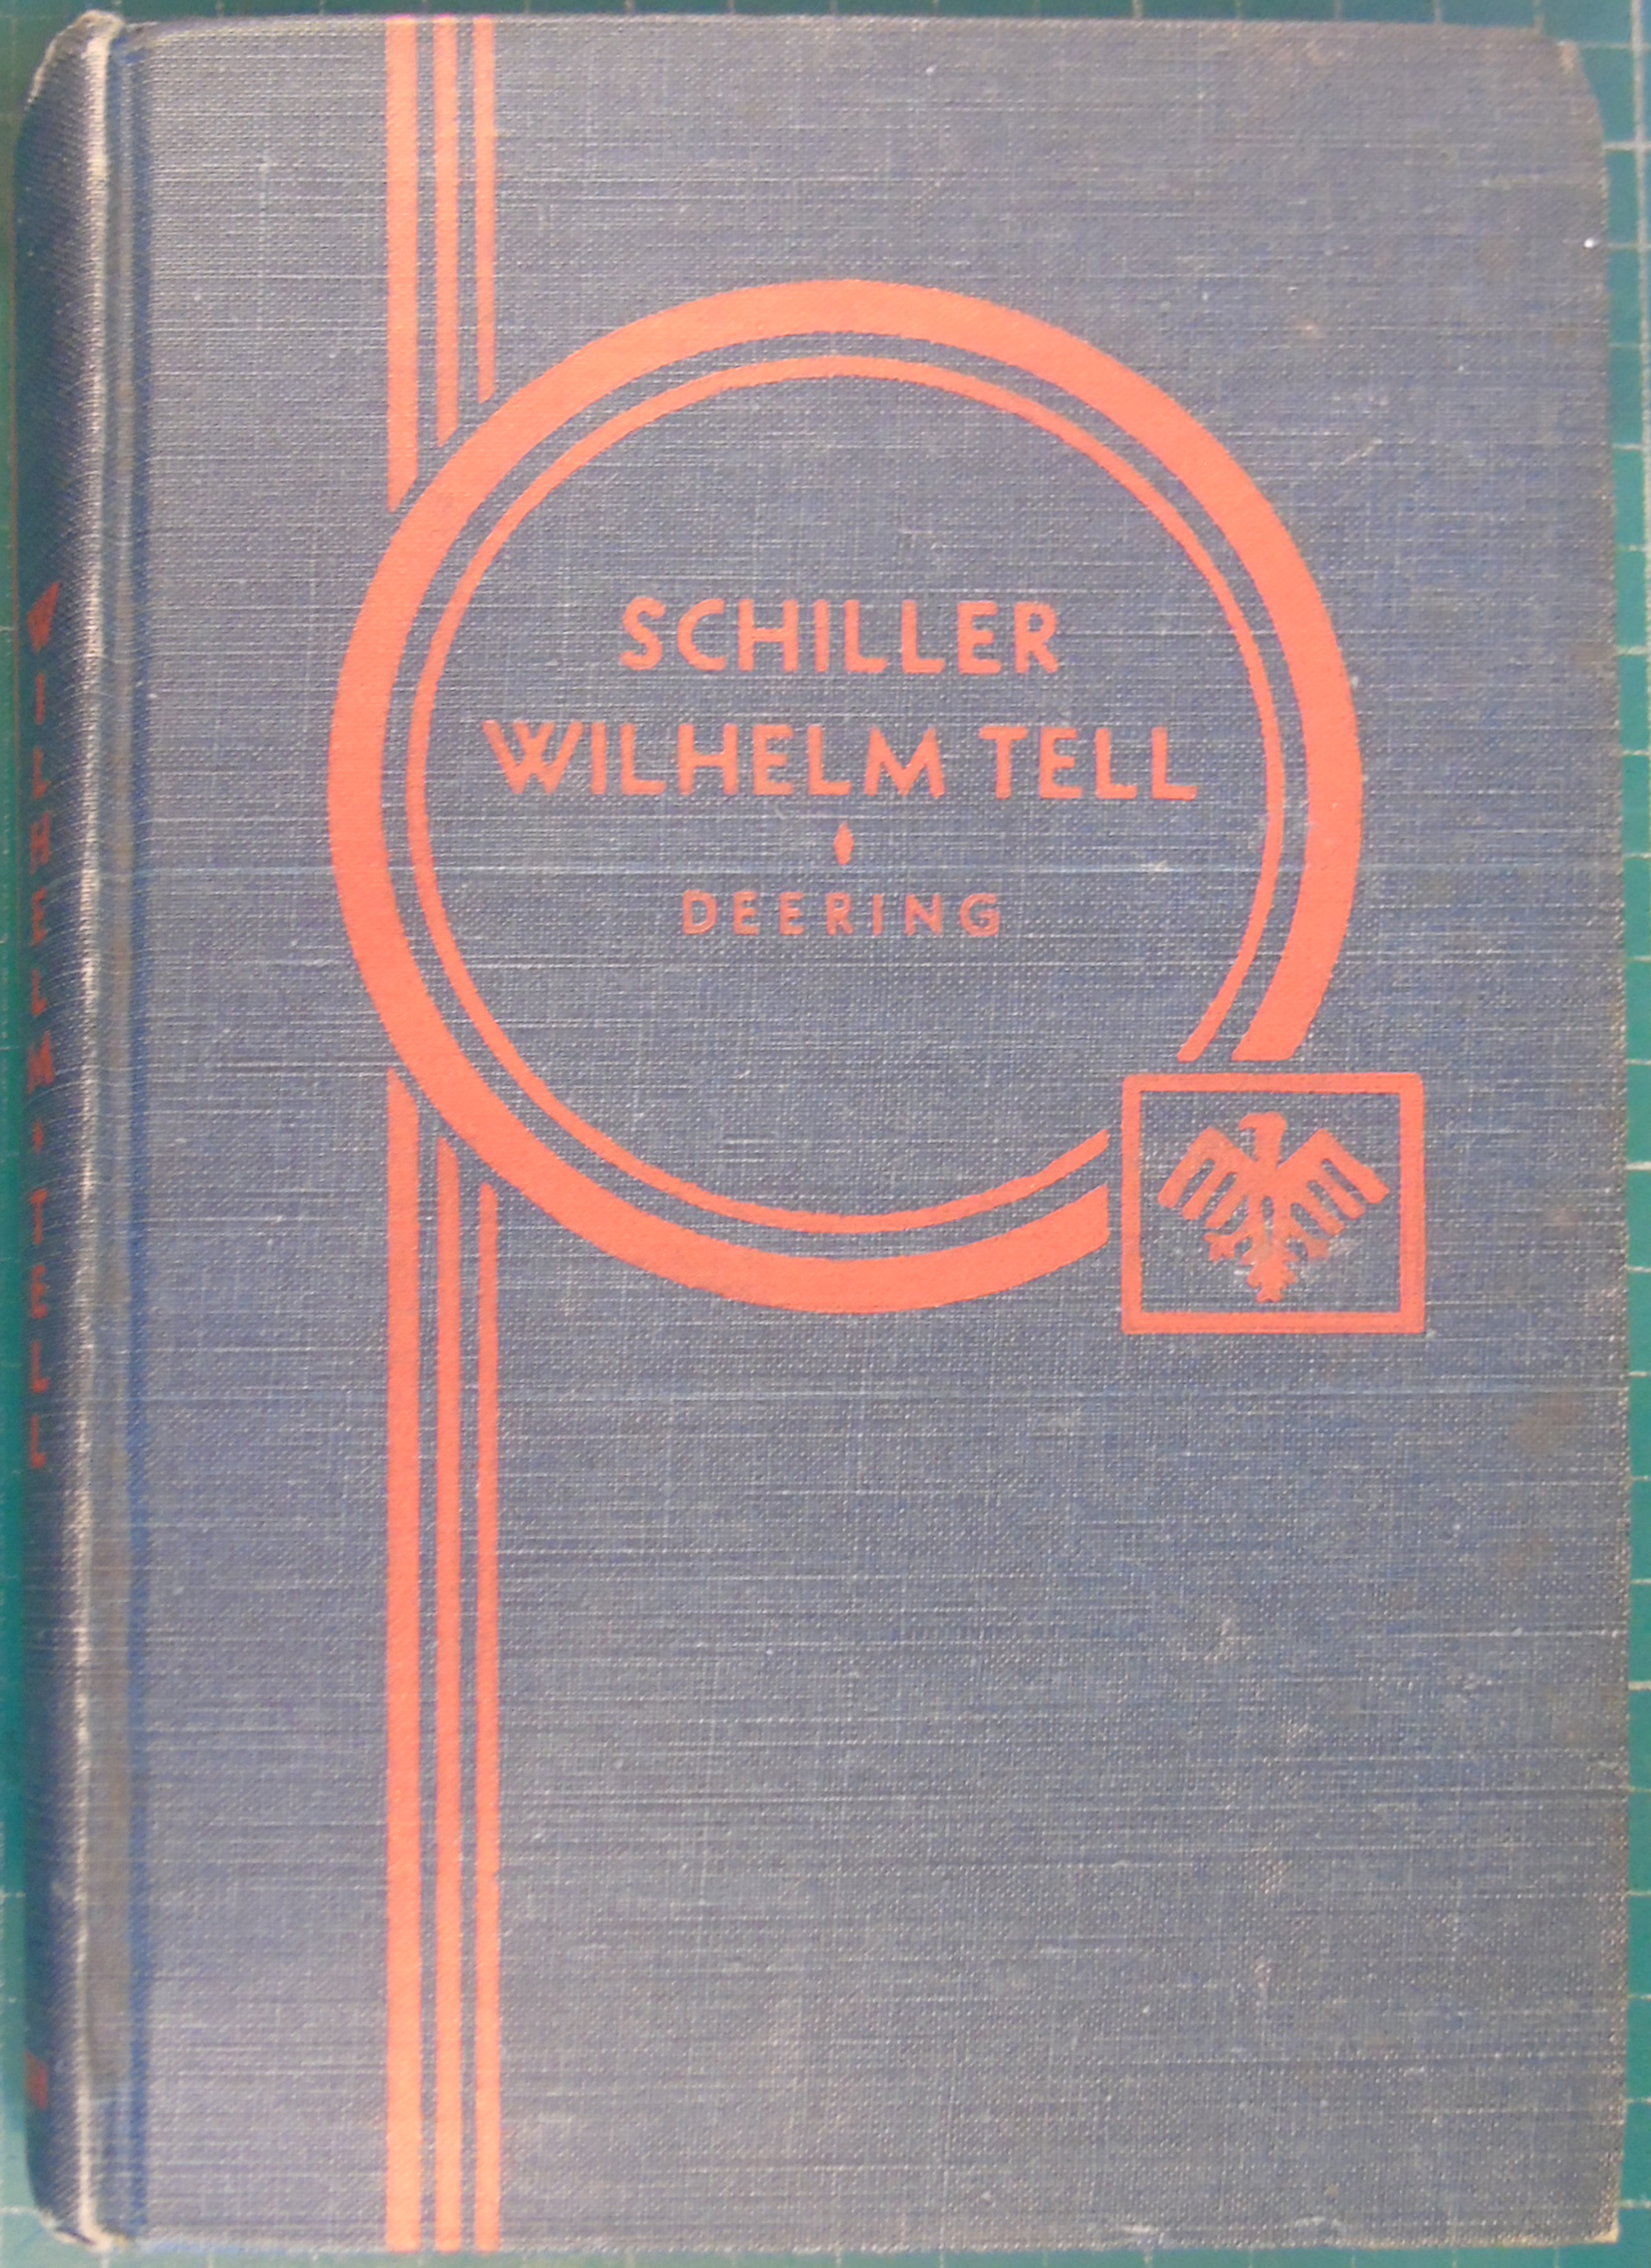 SCHILLER
WILHELM TELL
DEERING
WILHELM · TELL